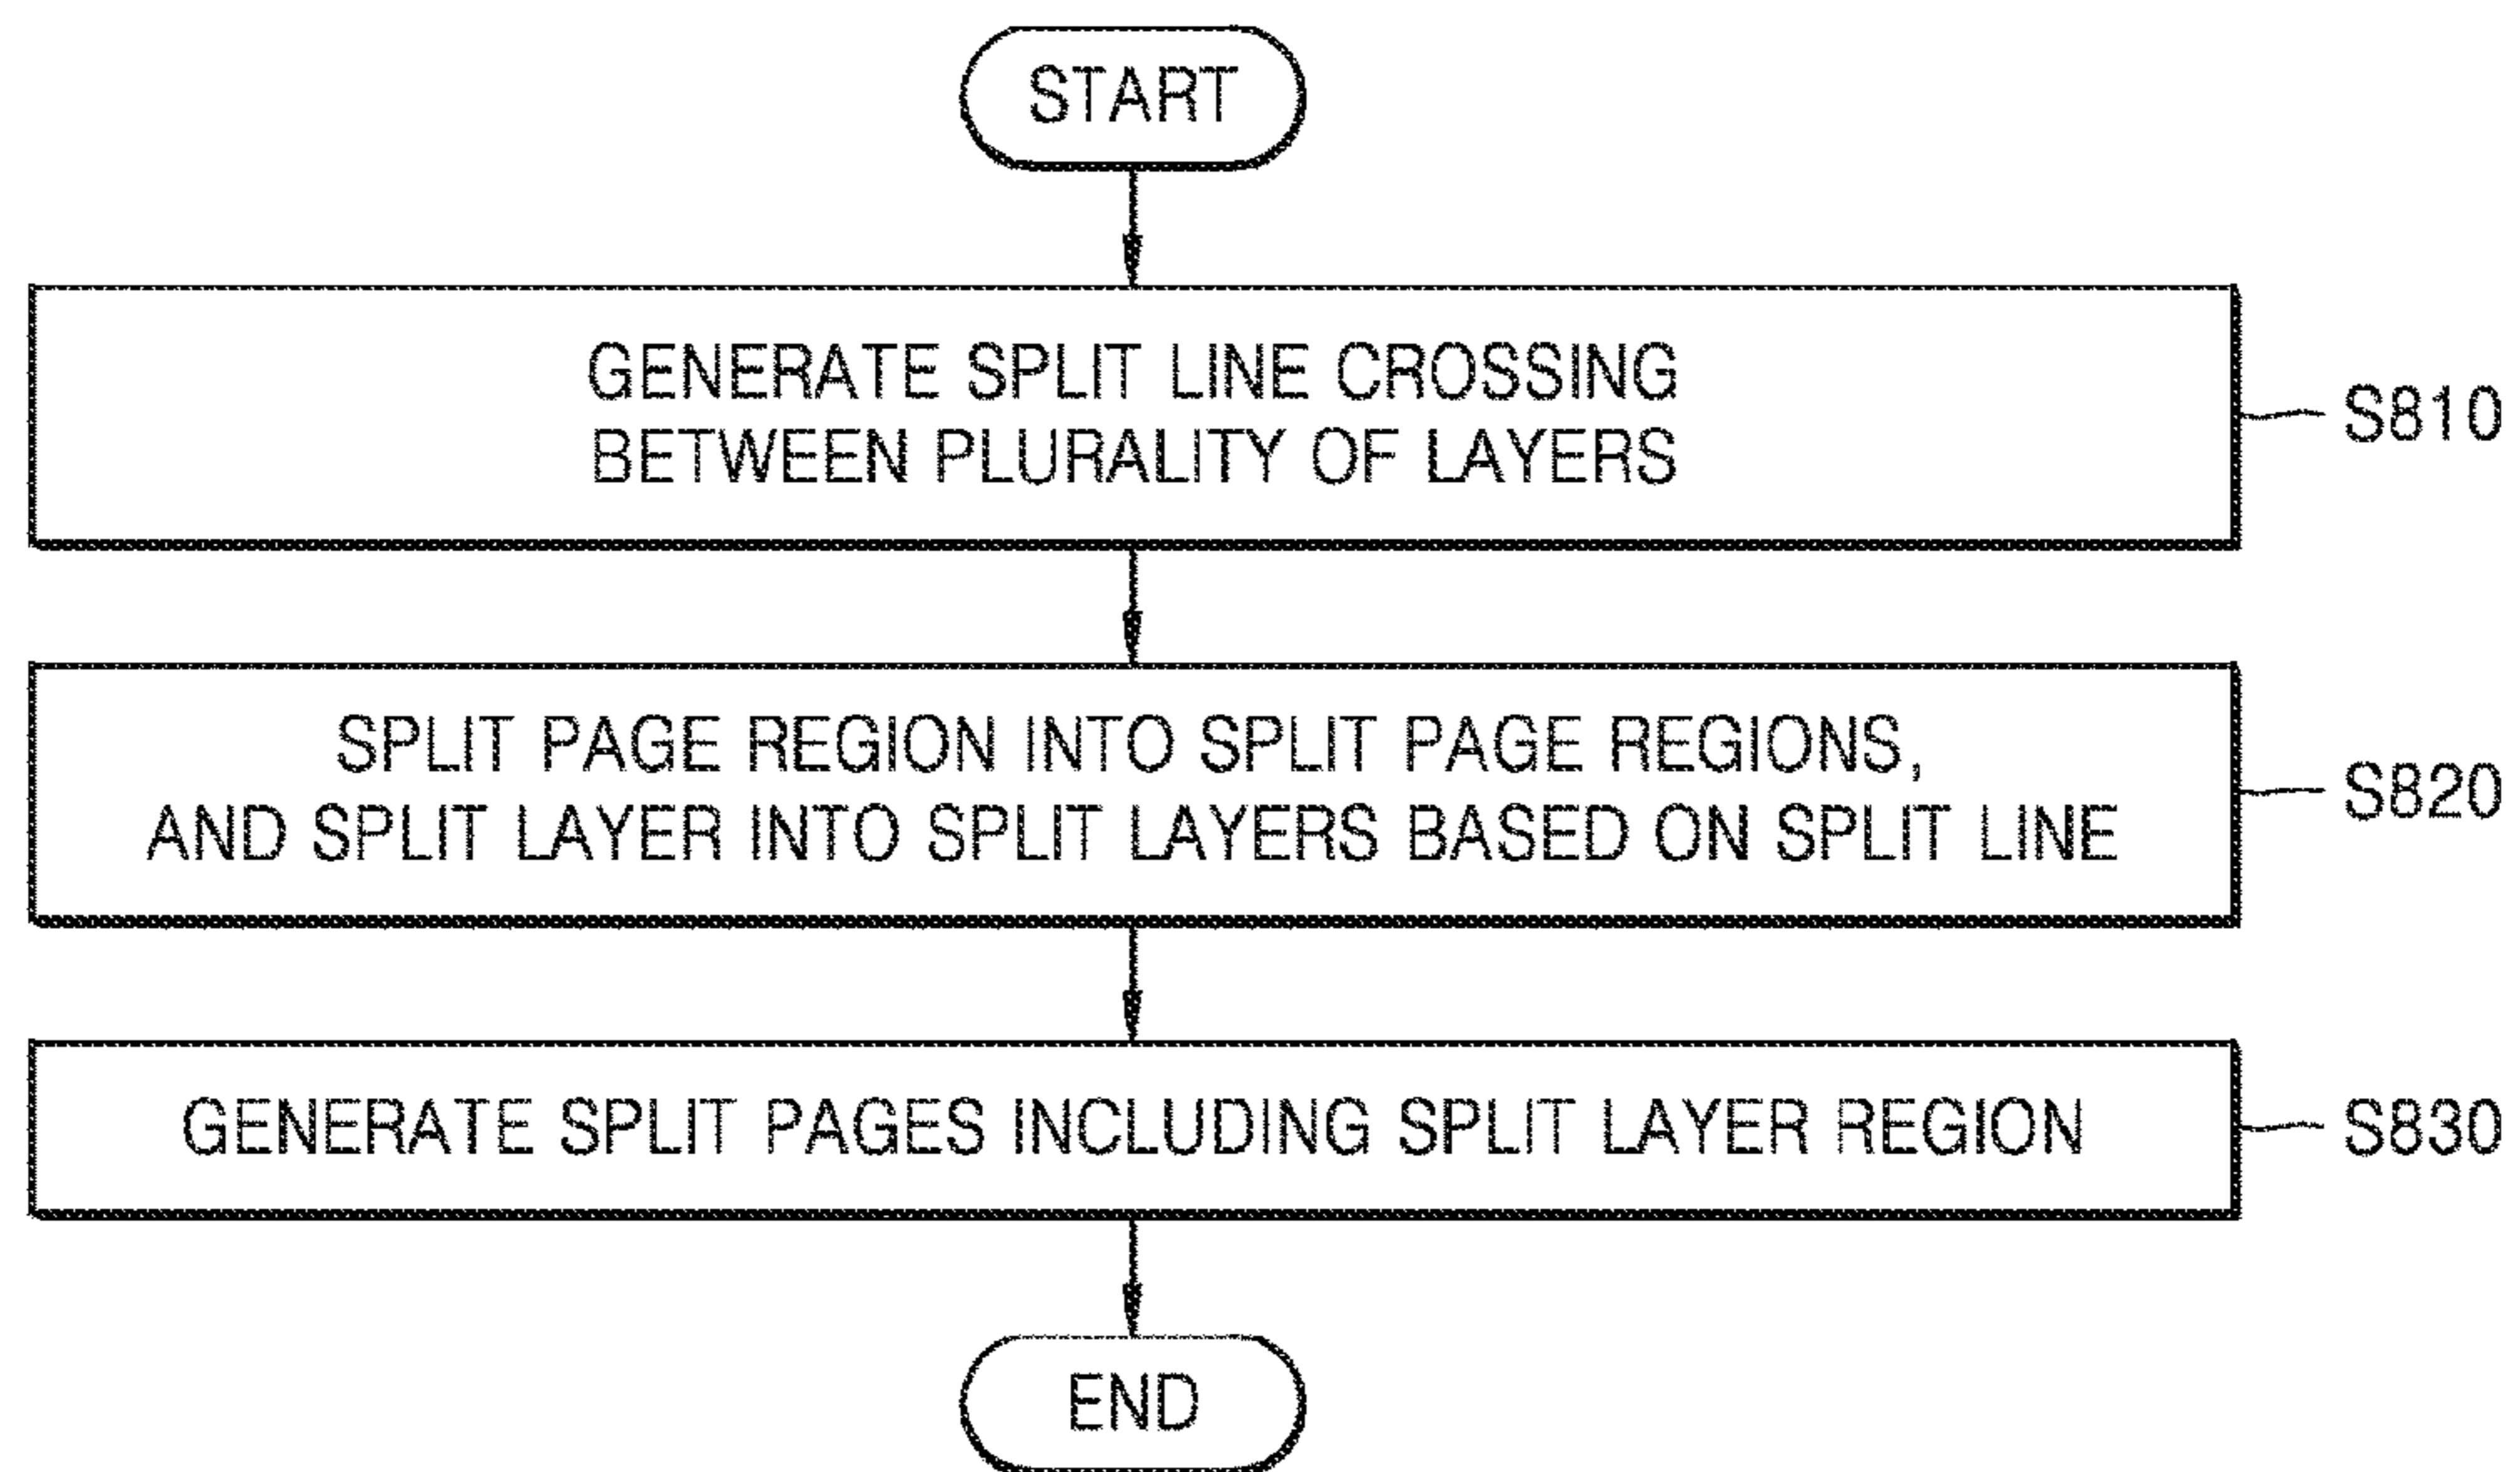 START
GENERATE SPLIT LINE CROSSING
BETWEEN PLURALITY OF LAYERS
S810
SPLIT PAGE REGION INTO SPLIT PAGE REGIONS,
AND SPLIT LAYER INTO SPLIT LAYERS BASED ON SPLIT LINE
S820
GENERATE SPLIT PAGES INCLUDING SPLIT LAYER REGION
S830
END